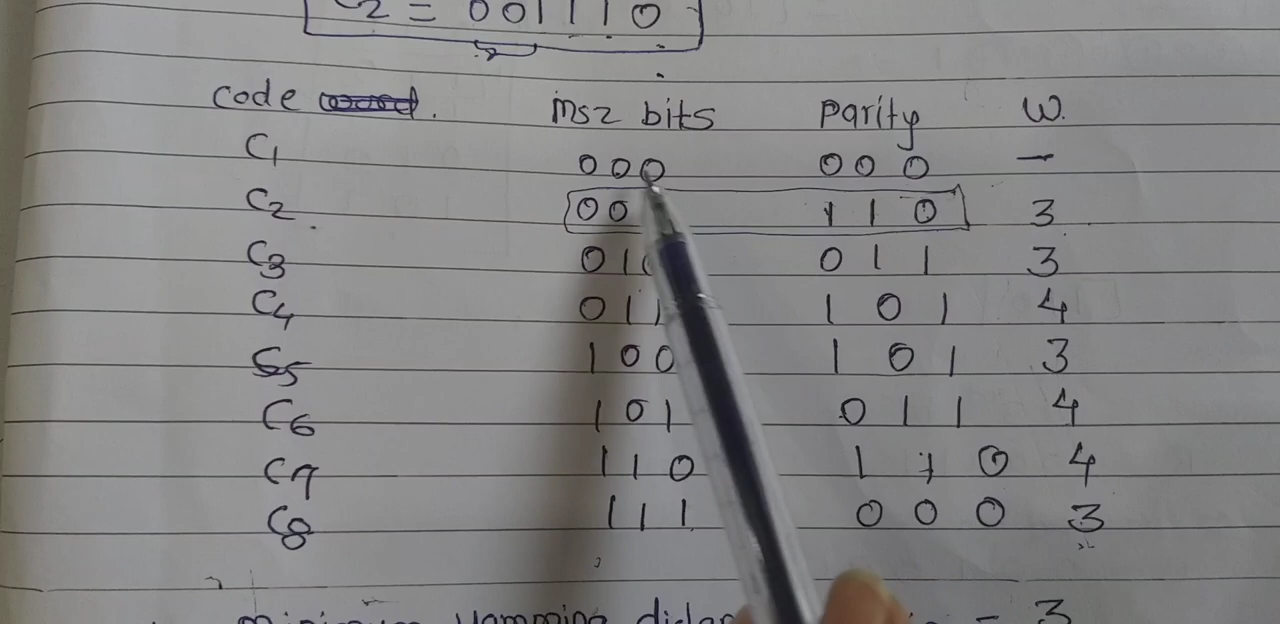 C2 = 001110
code msz bits parity w.
C1 000 000 —
C2 00 110 3
C3 01 011 3
C4 011 101 4
C5 100 101 3
C6 101 011 4
C7 110 110 4
C8 111 000 3
minimum Hamming = 3